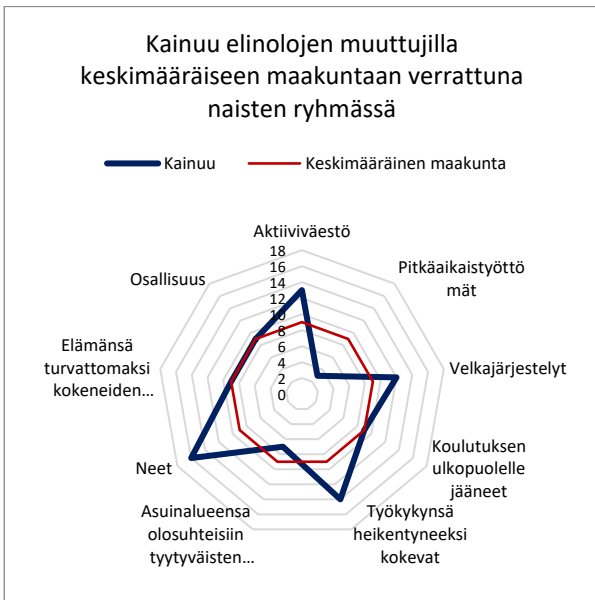 Kainuu elinolojen muuttujilla
keskimääräiseen maakuntaan verrattuna
naisten ryhmässä
Kainuu
Keskimääräinen maakunta
Aktiiviväestö
Pitkäaikaistyöttö
mät
Velkajärjestelyt
Koulutuksen
ulkopuolelle
jääneet
Työkykynsä
heikentyneeksi
kokevat
Asuinalueensa
olosuhteisiin
tyytyväisten…
Neet
Elämänsä
turvattomaksi
kokeneiden…
Osallisuus
18
16
14
12
10
8
6
4
2
0